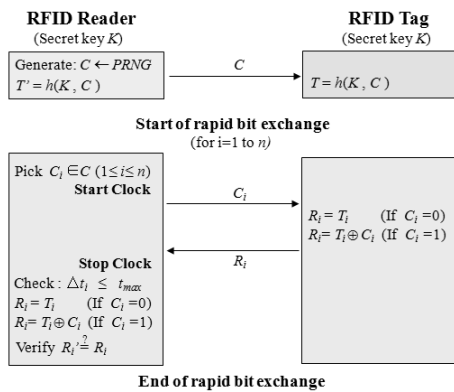 RFID Reader
(Secret key K)
RFID Tag
(Secret key K)
Generate: C ← PRNG
T' = h(K , C )
C
T = h(K , C )
Start of rapid bit exchange
(for i=1 to n)
Pick Ci ∈C (1≤ i≤ n)
Start Clock
Ci
Ri = Ti (If Ci =0)
Ri= Ti⊕ Ci (If Ci =1)
Ri
Stop Clock
Check : △ti ≤ tmax
Ri = Ti (If Ci =0)
Ri= Ti⊕ Ci (If Ci =1)
Verify Ri' ≟ Ri
End of rapid bit exchange